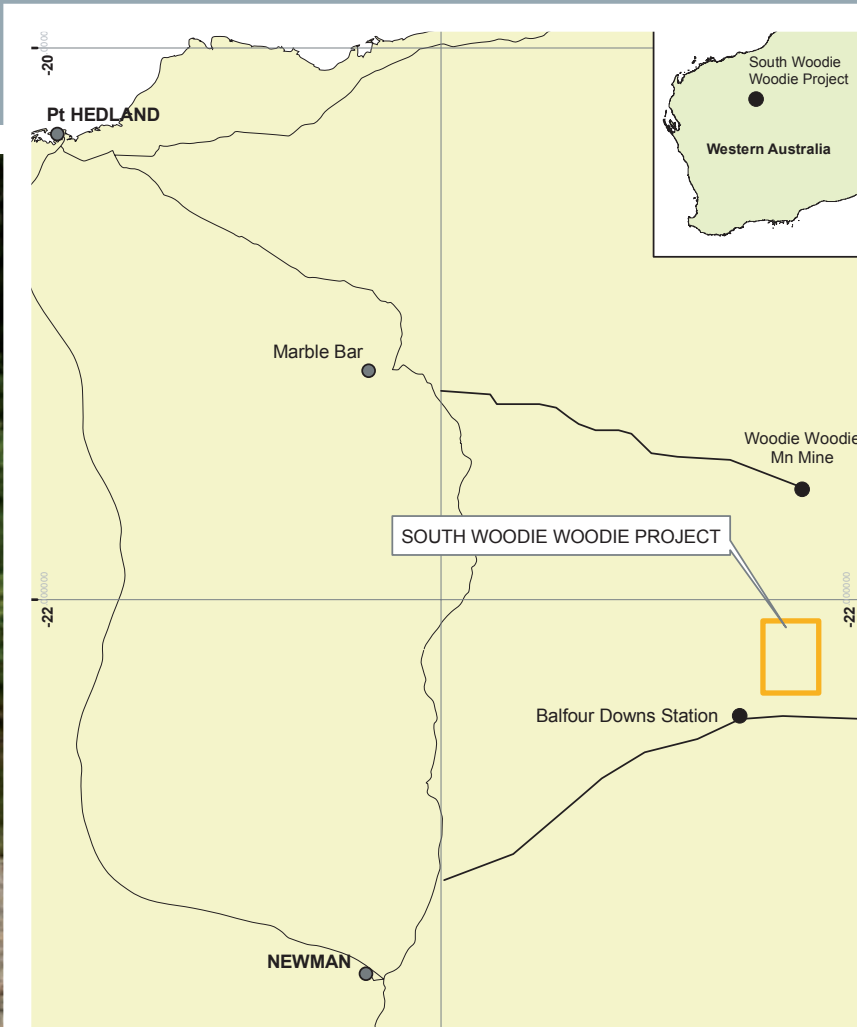 -20
South Woodie
Woodie Project
Pt HEDLAND
Western Australia
Marble Bar
Woodie Woodie
Mn Mine
SOUTH WOODIE WOODIE PROJECT
-22
-22
Balfour Downs Station
NEWMAN